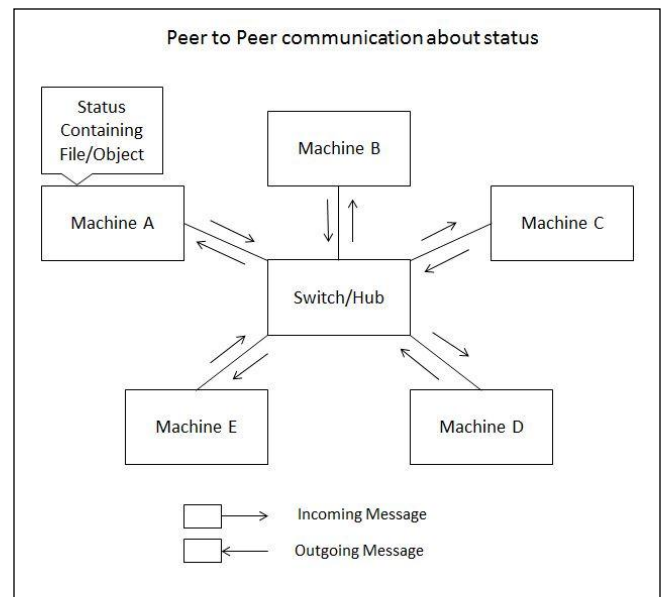 Peer to Peer communication about status
Status
Containing
File/Object
Machine B
Machine A
Machine C
Switch/Hub
Machine E
Machine D
Incoming Message
Outgoing Message